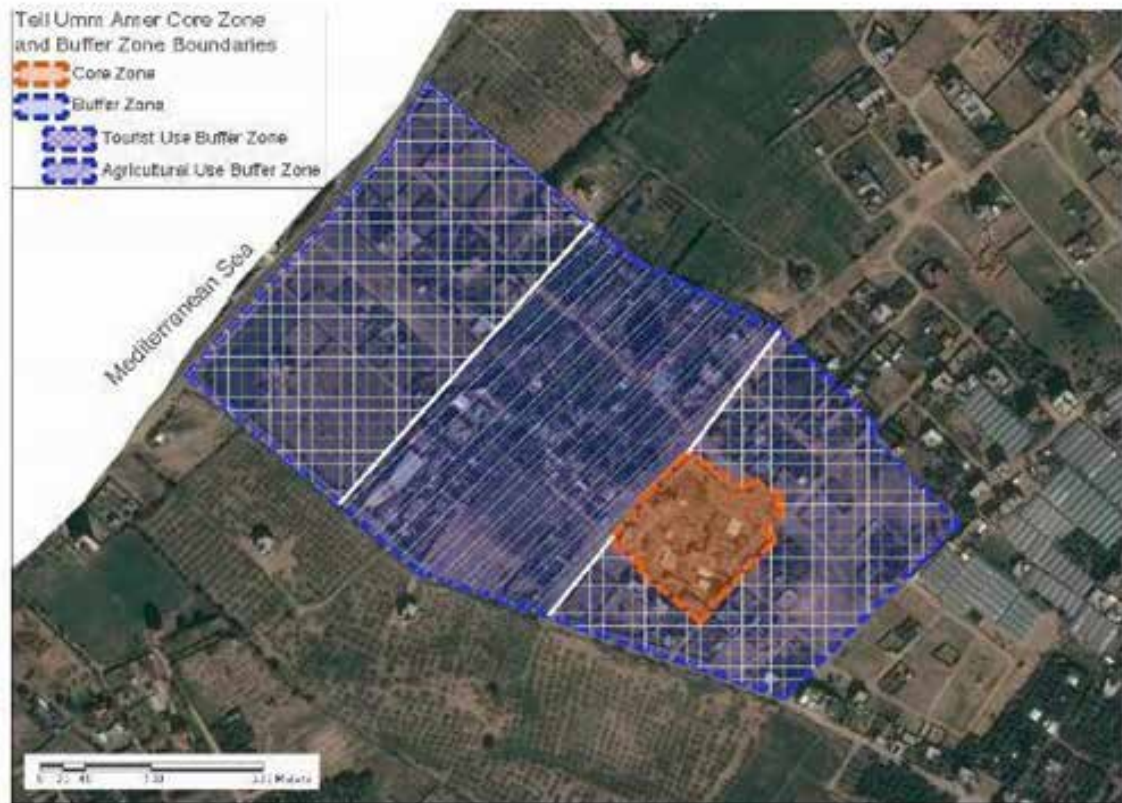 Tell Umm Amer Core Zone
and Buffer Zone Boundaries
Core Zone
Buffer Zone
Tourist Use Buffer Zone
Agricultural Use Buffer Zone
Mediterranean Sea
0
Meters